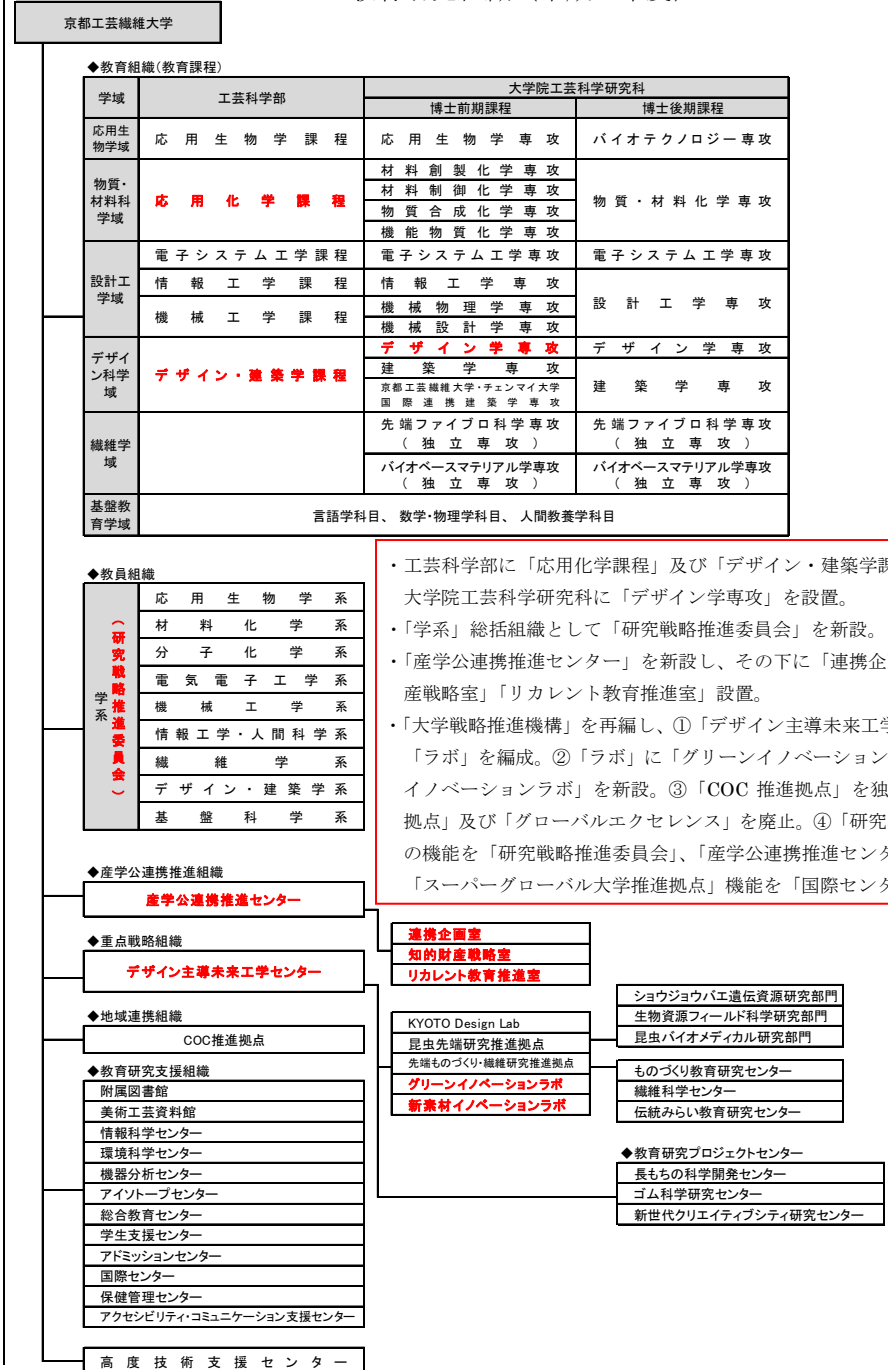 京都工芸繊維大学
◆教育組織(教育課程)
学域
工芸科学部
大学院工芸科学研究科
博士前期課程
博士後期課程
応用生
物学域
応用生物学課程
応用生物学専攻
バイオテクノロジー専攻
物質・
材料科
学域
応用化学課程
材料創製化学専攻
材料制御化学専攻
物質合成化学専攻
機能物質化学専攻
物質・材料化学専攻
設計工
学域
電子システム工学課程
電子システム工学専攻
電子システム工学専攻
情報工学課程
情報工学専攻
設計工学専攻
機械工学課程
機械物理学専攻
機械設計学専攻
デザイ
ン科学
域
デザイン・建築学課程
デザイン学専攻
デザイン学専攻
建築学専攻
京都工芸繊維大学・チェンマイ大学
国際連携建築学専攻
建築学専攻
繊維学
域
先端ファイブロ科学専攻
(独立専攻)
先端ファイブロ科学専攻
(独立専攻)
バイオベースマテリアル学専攻
(独立専攻)
バイオベースマテリアル学専攻
(独立専攻)
基盤教
育学域
言語学科目、数学・物理学科目、人間教養学科目
◆教員組織
学系
(研究戦略推進委員会)
応用生物学系
材料化学系
分子化学系
電気電子工学系
機械工学系
情報工学・人間科学系
繊維学系
デザイン・建築学系
基盤科学系
・工芸科学部に「応用化学課程」及び「デザイン・建築学課
大学院工芸科学研究科に「デザイン学専攻」を設置。
・「学系」総括組織として「研究戦略推進委員会」を新設。
・「産学公連携推進センター」を新設し、その下に「連携企
産戦略室」「リカレント教育推進室」設置。
・「大学戦略推進機構」を再編し、①「デザイン主導未来工学
「ラボ」を編成。②「ラボ」に「グリーンイノベーション
イノベーションラボ」を新設。③「COC 推進拠点」を独
拠点」及び「グローバルエクセレンス」を廃止。④「研究
の機能を「研究戦略推進委員会」、「産学公連携推進センタ
「スーパーグローバル大学推進拠点」機能を「国際センタ
◆産学公連携推進組織
産学公連携推進センター
連携企画室
知的財産戦略室
リカレント教育推進室
◆重点戦略組織
デザイン主導未来工学センター
KYOTO Design Lab
昆虫先端研究推進拠点
先端ものづくり・繊維研究推進拠点
グリーンイノベーションラボ
新素材イノベーションラボ
ショウジョウバエ遺伝資源研究部門
生物資源フィールド科学研究部門
昆虫バイオメディカル研究部門
ものづくり教育研究センター
繊維科学センター
伝統みらい教育研究センター
◆教育研究プロジェクトセンター
長もちの科学開発センター
ゴム科学研究センター
新世代クリエイティブシティ研究センター
◆地域連携組織
COC推進拠点
◆教育研究支援組織
附属図書館
美術工芸資料館
情報科学センター
環境科学センター
機器分析センター
アイソトープセンター
総合教育センター
学生支援センター
アドミッションセンター
国際センター
保健管理センター
アクセシビリティ・コミュニケーション支援センター
高度技術支援センター